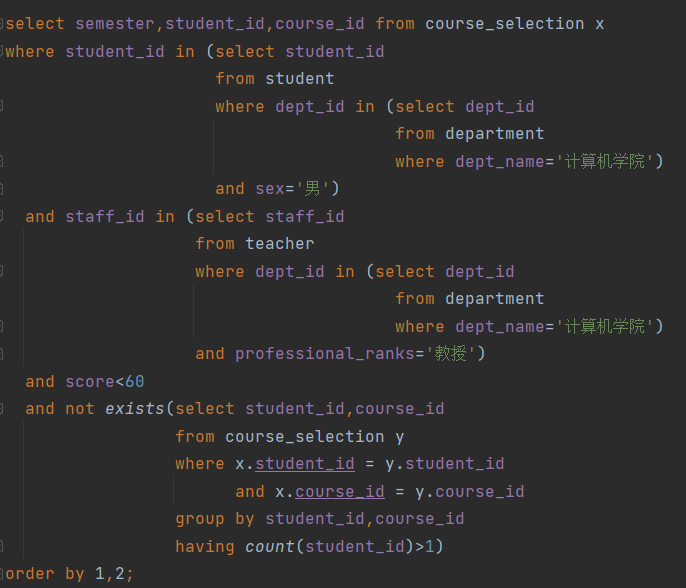 select semester,student_id,course_id from course_selection x
where student_id in (select student_id
from student
where dept_id in (select dept_id
from department
where dept_name='计算机学院')
and sex='男')
and staff_id in (select staff_id
from teacher
where dept_id in (select dept_id
from department
where dept_name='计算机学院')
and professional_ranks='教授')
and score<60
and not exists(select student_id,course_id
from course_selection y
where x.student_id = y.student_id
and x.course_id = y.course_id
group by student_id,course_id
having count(student_id)>1)
order by 1,2;